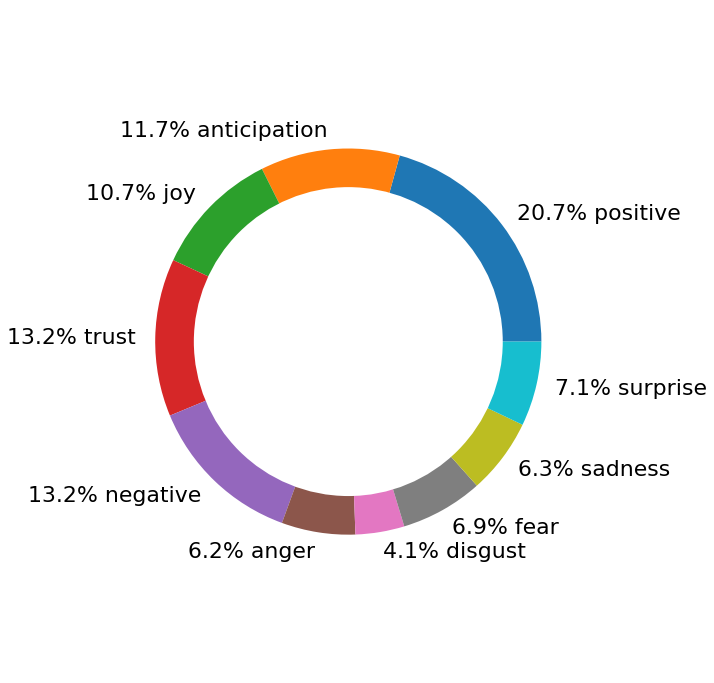 11.7% anticipation
10.7% joy
20.7% positive
13.2% trust
7.1% surprise
6.3% sadness
13.2% negative
6.9% fear
6.2% anger
4.1% disgust